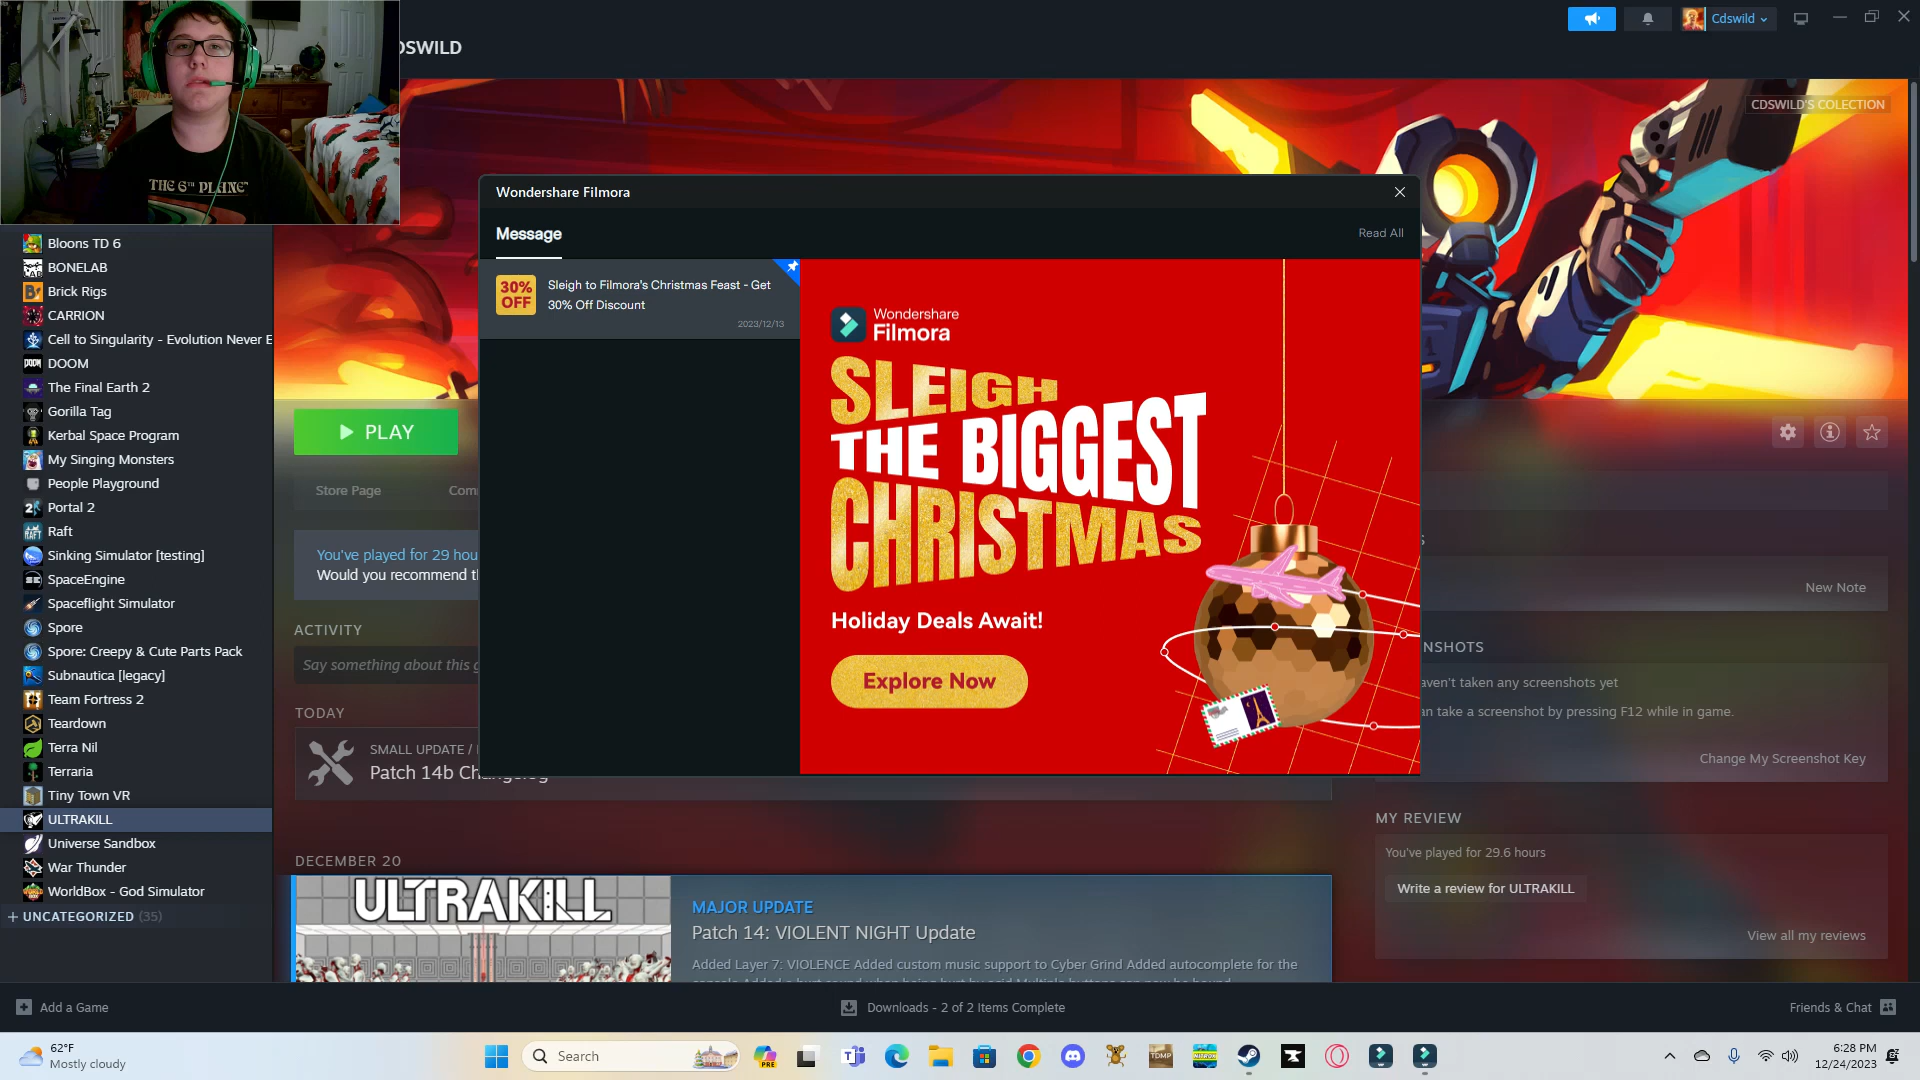 DSWILD
Cdswild
CDSWILD'S COLECTION
THE 6TH PLANET
Wondershare Filmora
Message
Read All
30%
OFF
Sleigh to Filmora's Christmas Feast - Get
30% Off Discount
2023/12/13
Wondershare
Filmora
SLEIGH
THE BIGGEST
CHRISTMAS
Holiday Deals Await!
Explore Now
Bloons TD 6
BONELAB
Brick Rigs
CARRION
Cell to Singularity - Evolution Never E
DOOM
The Final Earth 2
Gorilla Tag
Kerbal Space Program
My Singing Monsters
People Playground
Portal 2
Raft
Sinking Simulator [testing]
SpaceEngine
Spaceflight Simulator
Spore
Spore: Creepy & Cute Parts Pack
Subnautica [legacy]
Team Fortress 2
Teardown
Terra Nil
Terraria
Tiny Town VR
ULTRAKILL
Universe Sandbox
War Thunder
WorldBox - God Simulator
UNCATEGORIZED (35)
PLAY
Store Page
Com
You've played for 29 hou
Would you recommend t
ACTIVITY
Say something about this g
TODAY
SMALL UPDATE /
Patch 14b Changelog
DECEMBER 20
ULTRAKILL
MAJOR UPDATE
Patch 14: VIOLENT NIGHT Update
Added Layer 7: VIOLENCE Added custom music support to Cyber Grind Added autocomplete for the
S
New Note
NSHOTS
aven't taken any screenshots yet
an take a screenshot by pressing F12 while in game.
Change My Screenshot Key
MY REVIEW
You've played for 29.6 hours
Write a review for ULTRAKILL
View all my reviews
Add a Game
Downloads - 2 of 2 Items Complete
Friends & Chat
62°F
Mostly cloudy
Search
PRE
TDMP
6:28 PM
12/24/2023